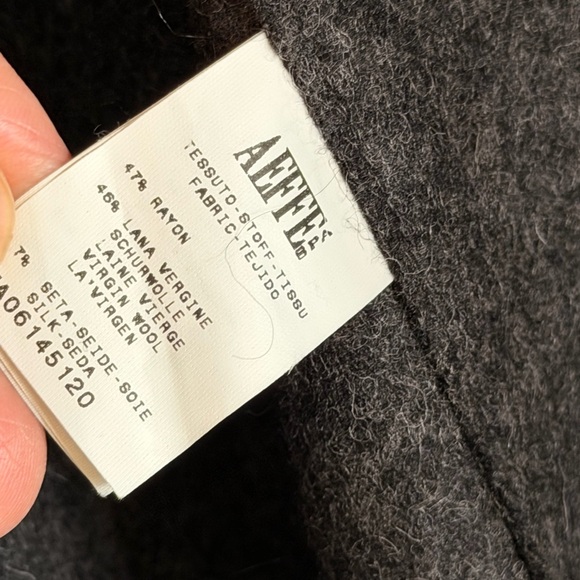 AEFFE S.p.A.
TESSUTO-STOFF-TISSU
FABRIC-TEJIDO
47% RAYON
46% LANA VERGINE
SCHURWOLLE
LAINE VIERGE
VIRGIN WOOL
LA'VIRGEN
7% SETA-SEIDE-SOIE
SILK-SEDA
A06145120